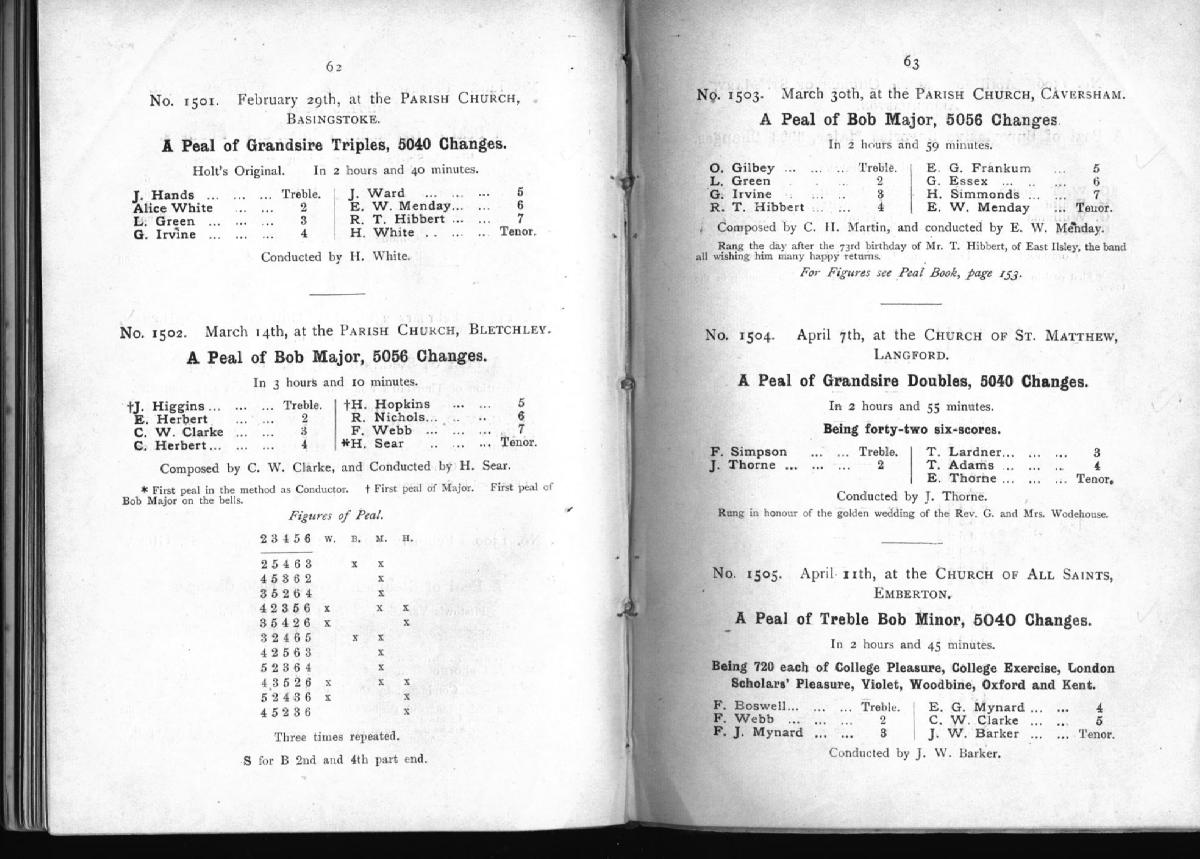 62
No. 1501. February 29th, at the PARISH CHURCH,
BASINGSTOKE.
A Peal of Grandsire Triples, 5040 Changes.
Holt's Original. In 2 hours and 40 minutes.
J. Hands ... ... ... Treble. J. Ward ... ... ... 5
Alice White ... ... 2 E. W. Menday... ... 6
L. Green ... ... ... 3 R. T. Hibbert ... ... 7
G. Irvine ... ... ... 4 H. White .. ... ... Tenor.
Conducted by H. White.
No. 1502. March 14th, at the PARISH CHURCH, BLETCHLEY.
A Peal of Bob Major, 5056 Changes.
In 3 hours and 10 minutes.
†J. Higgins ... ... ... Treble. †H. Hopkins ... ... 5
E. Herbert ... ... 2 R. Nichols... .. .. 6
C. W. Clarke ... ... 3 F. Webb ... ... ... 7
C. Herbert... ... ... 4 *H. Sear .. ... ... Tenor.
Composed by C. W. Clarke, and Conducted by H. Sear.
* First peal in the method as Conductor. † First peal of Major. First peal of
Bob Major on the bells.
Figures of Peal.
2 3 4 5 6 W. B. M. H.
2 5 4 6 3 x x
4 5 3 6 2 x
3 5 2 6 4 x
4 2 3 5 6 x x x
3 5 4 2 6 x x
3 2 4 6 5 x x
4 2 5 6 3 x
5 2 3 6 4 x
4 3 5 2 6 x x x
5 2 4 3 6 x x
4 5 2 3 6 x
Three times repeated.
S for B 2nd and 4th part end.
63
No. 1503. March 30th, at the PARISH CHURCH, CAVERSHAM.
A Peal of Bob Major, 5056 Changes
In 2 hours and 59 minutes.
O. Gilbey ... ... ... Treble. E. G. Frankum ... 5
L. Green ... 2 G. Essex ... .. .. 6
G. Irvine ... ... .. 3 H. Simmonds ... ... 7
R. T. Hibbert ... ... 4 E. W. Menday ... Tenor.
Composed by C. H. Martin, and conducted by E. W. Menday.
Rang the day after the 73rd birthday of Mr. T. Hibbert, of East Ilsley, the band
all wishing him many happy returns.
For Figures see Peal Book, page 153.
No. 1504. April 7th, at the CHURCH OF ST. MATTHEW,
LANGFORD.
A Peal of Grandsire Doubles, 5040 Changes.
In 2 hours and 55 minutes.
Being forty-two six-scores.
F. Simpson ... ... Treble. T. Lardner... ... ... 3
J. Thorne ... ... ... 2 T. Adams ... ... ... 4
E. Thorne ... ... ... Tenor.
Conducted by J. Thorne.
Rung in honour of the golden wedding of the Rev. G. and Mrs. Wodehouse.
No. 1505. April 11th, at the CHURCH OF ALL SAINTS,
EMBERTON.
A Peal of Treble Bob Minor, 5040 Changes.
In 2 hours and 45 minutes.
Being 720 each of College Pleasure, College Exercise, London
Scholars' Pleasure, Violet, Woodbine, Oxford and Kent.
F. Boswell... ... ... Treble. E. G. Mynard ... ... 4
F. Webb ... ... ... 2 C. W. Clarke ... ... 5
F. J. Mynard ... ... 3 J. W. Barker ... ... Tenor.
Conducted by J. W. Barker.